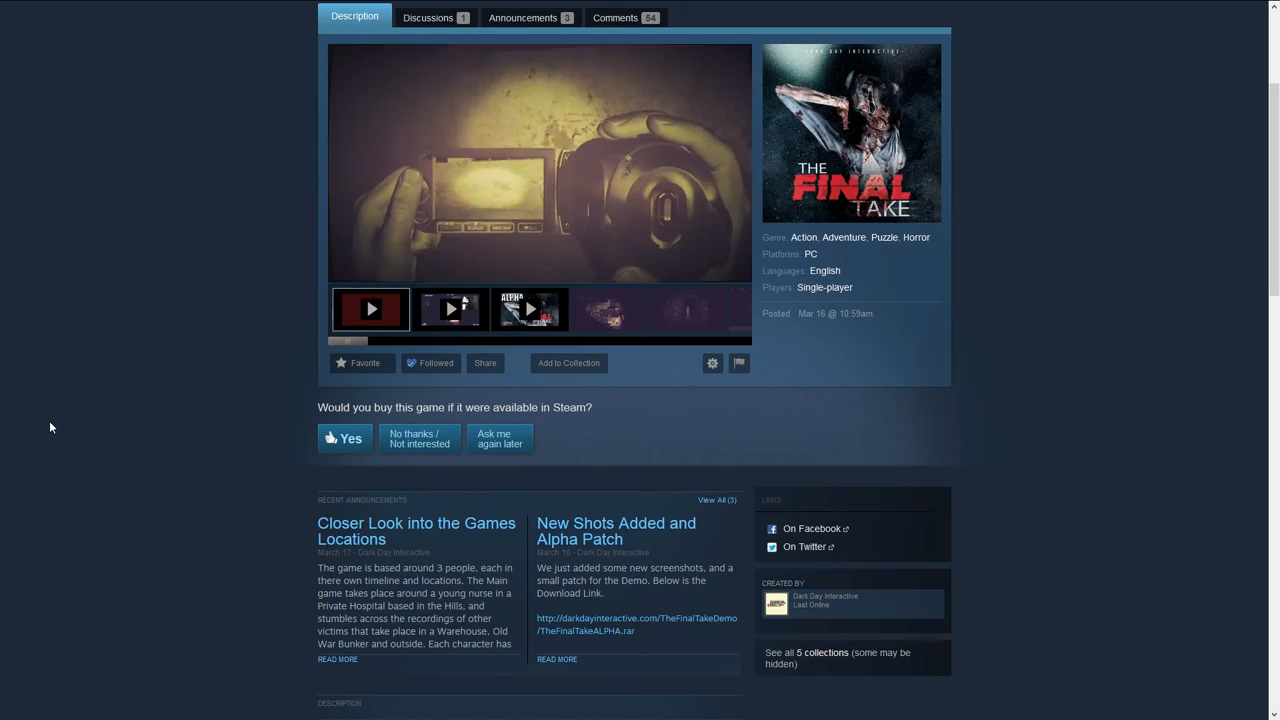 Description
Discussions 1
Announcements 3
Comments 54
THE
FINAL
TAKE
Genre: Action, Adventure, Puzzle, Horror
Platforms: PC
Languages: English
Players: Single-player
Posted Mar 16 @ 10:59am
ALPHA
Favorite
Followed
Share
Add to Collection
Would you buy this game if it were available in Steam?
Yes
No thanks /
Not interested
Ask me
again later
RECENT ANNOUNCEMENTS
View All (3)
Closer Look into the Games
Locations
March 17 - Dark Day Interactive
The game is based around 3 people, each in
there own timeline and locations. The Main
game takes place around a young nurse in a
Private Hospital based in the Hills, and
stumbles across the recordings of other
victims that take place in a Warehouse, Old
War Bunker and outside. Each character has
READ MORE
New Shots Added and
Alpha Patch
March 16 - Dark Day Interactive
We just added some new screenshots, and a
small patch for the Demo. Below is the
Download Link.
http://darkdayinteractive.com/TheFinalTakeDemo
/TheFinalTakeALPHA.rar
READ MORE
LINKS
On Facebook
On Twitter
CREATED BY
Dark Day Interactive
Last Online
See all 5 collections (some may be
hidden)
DESCRIPTION